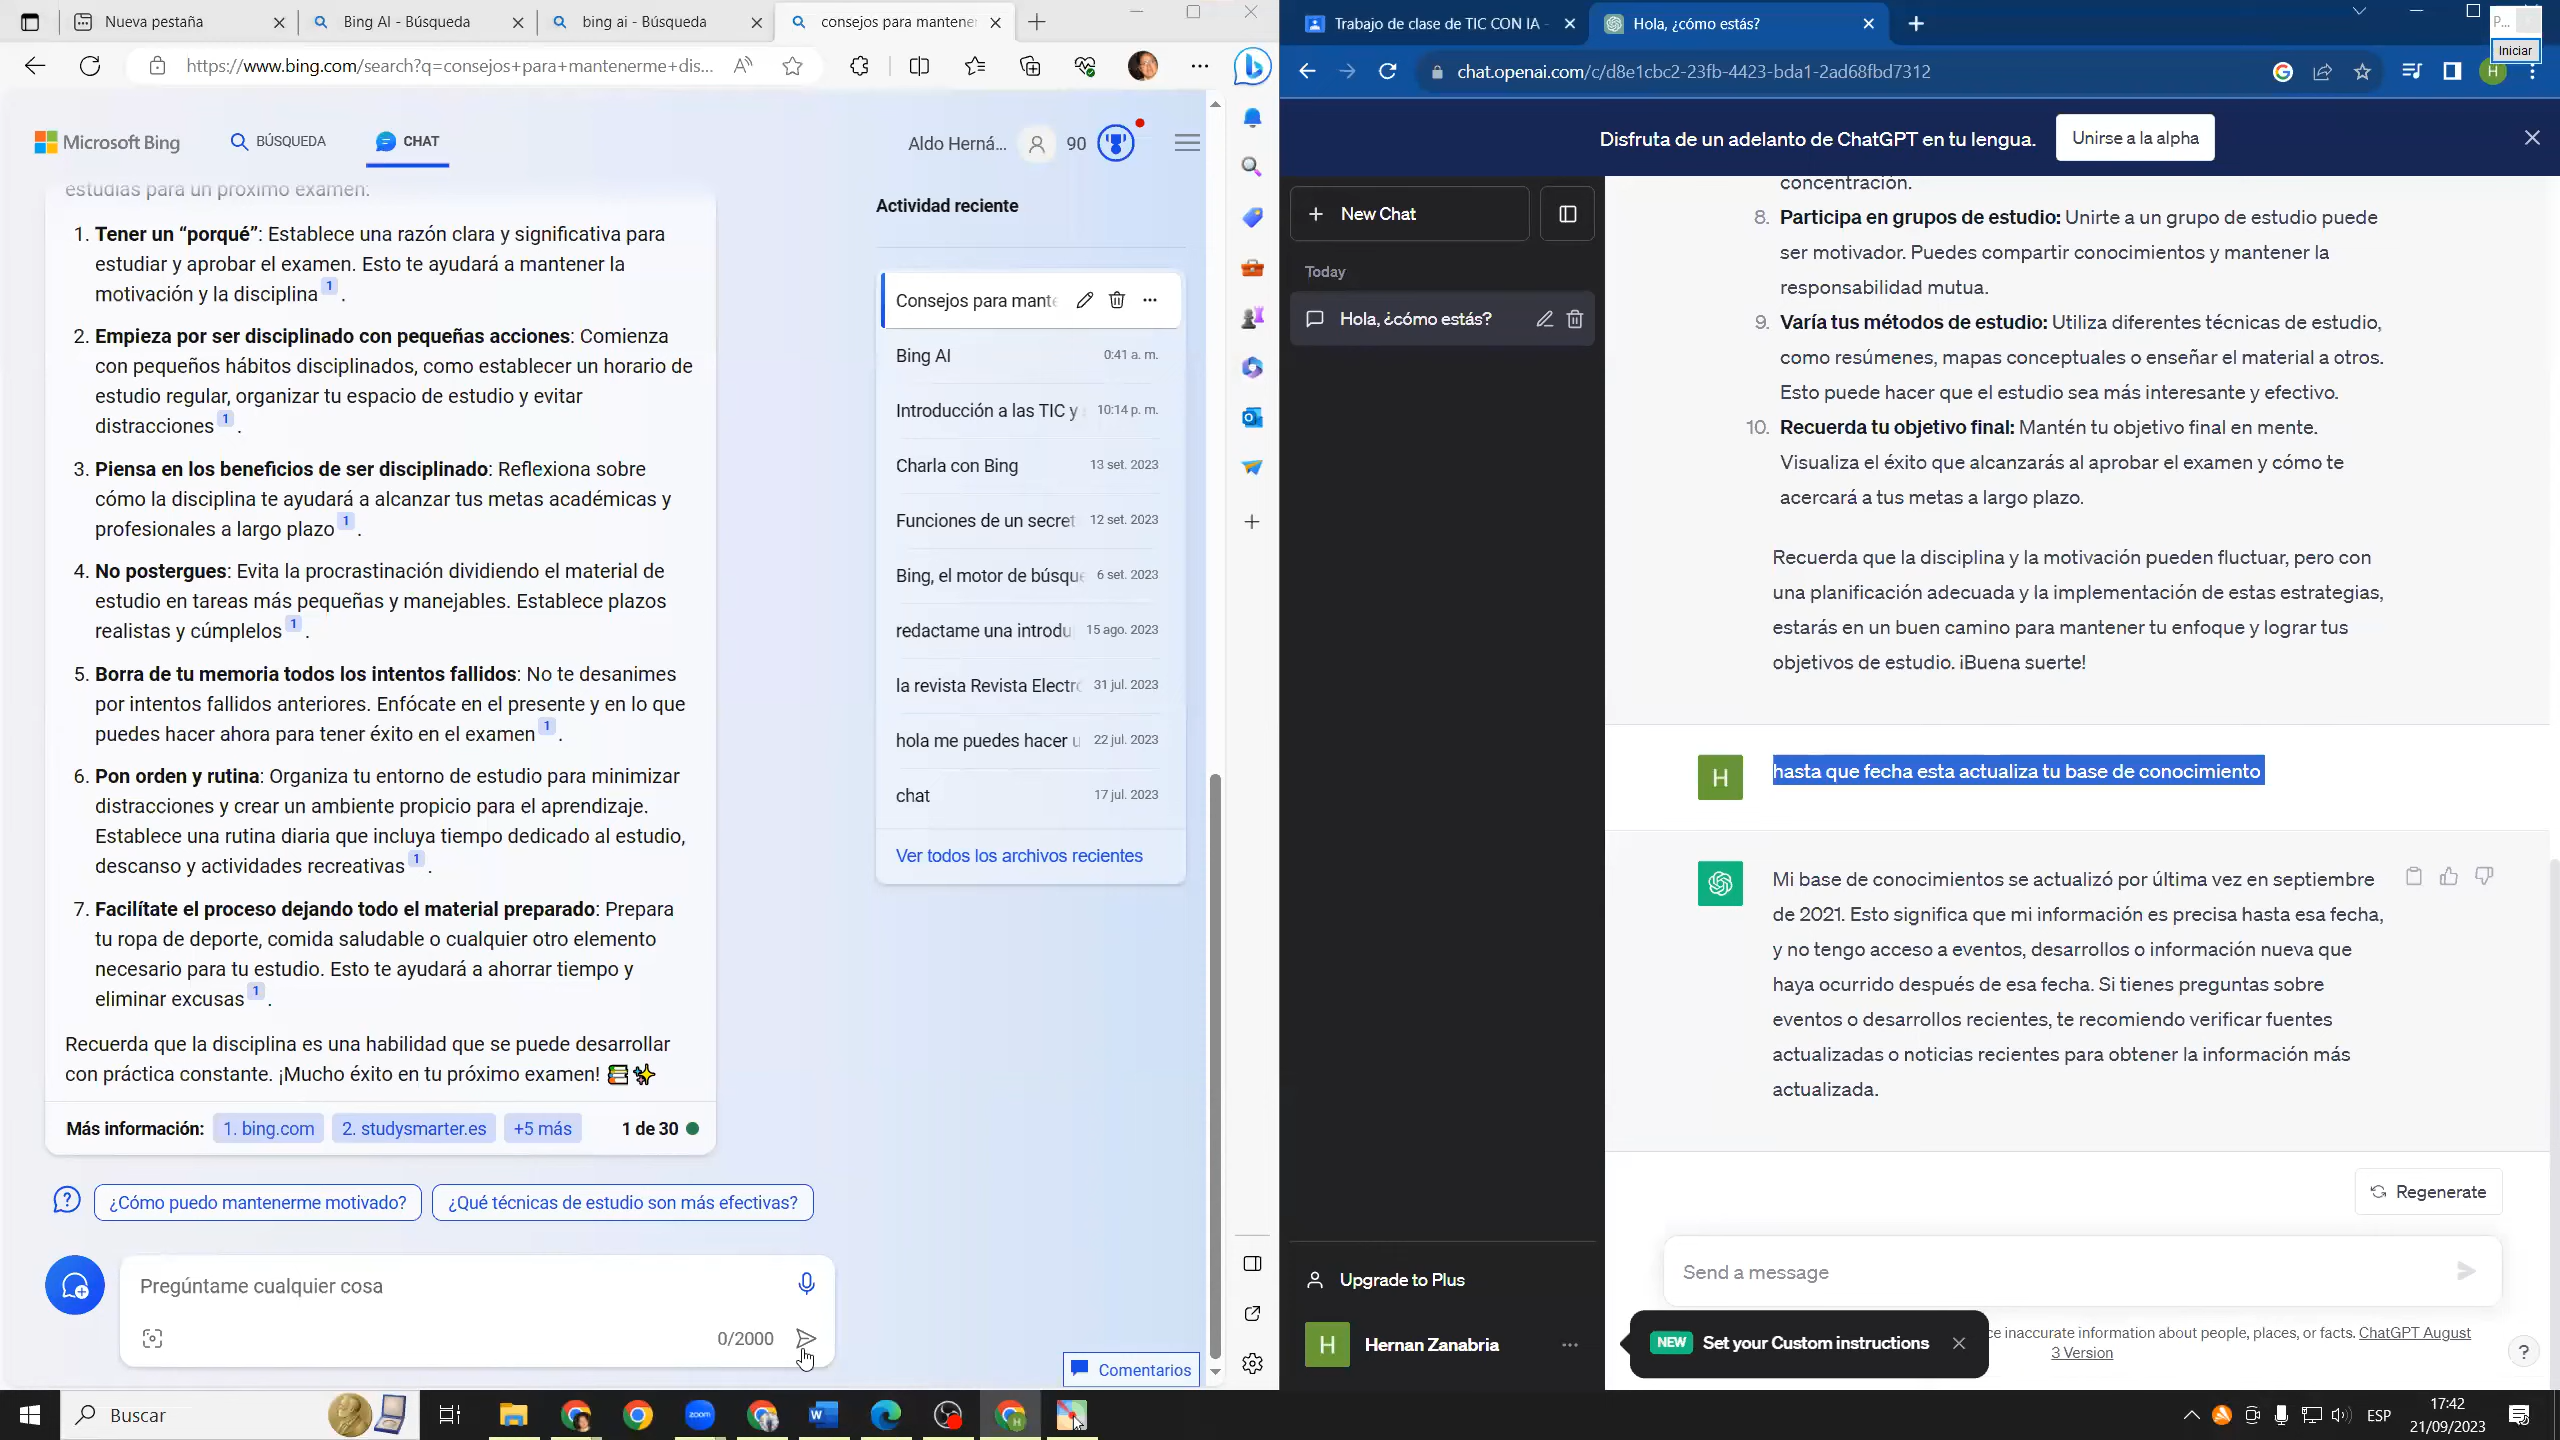 Nueva pestaña
Bing AI - Búsqueda
bing ai - Búsqueda
consejos para mantener
https://www.bing.com/search?q=consejos+para+mantenerme+dis...
Microsoft Bing
BÚSQUEDA
CHAT
Aldo Herná...
90
estudias para un próximo examen:
1. Tener un “porqué”: Establece una razón clara y significativa para
estudiar y aprobar el examen. Esto te ayudará a mantener la
motivación y la disciplina 1 .
2. Empieza por ser disciplinado con pequeñas acciones: Comienza
con pequeños hábitos disciplinados, como establecer un horario de
estudio regular, organizar tu espacio de estudio y evitar
distracciones 1 .
3. Piensa en los beneficios de ser disciplinado: Reflexiona sobre
cómo la disciplina te ayudará a alcanzar tus metas académicas y
profesionales a largo plazo 1 .
4. No postergues: Evita la procrastinación dividiendo el material de
estudio en tareas más pequeñas y manejables. Establece plazos
realistas y cúmplelos 1 .
5. Borra de tu memoria todos los intentos fallidos: No te desanimes
por intentos fallidos anteriores. Enfócate en el presente y en lo que
puedes hacer ahora para tener éxito en el examen 1 .
6. Pon orden y rutina: Organiza tu entorno de estudio para minimizar
distracciones y crear un ambiente propicio para el aprendizaje.
Establece una rutina diaria que incluya tiempo dedicado al estudio,
descanso y actividades recreativas 1 .
7. Facilítate el proceso dejando todo el material preparado: Prepara
tu ropa de deporte, comida saludable o cualquier otro elemento
necesario para tu estudio. Esto te ayudará a ahorrar tiempo y
eliminar excusas 1 .
Recuerda que la disciplina es una habilidad que se puede desarrollar
con práctica constante. ¡Mucho éxito en tu próximo examen! 📚✨
Más información: 1. bing.com 2. studysmarter.es +5 más 1 de 30
¿Cómo puedo mantenerme motivado? ¿Qué técnicas de estudio son más efectivas?
Pregúntame cualquier cosa
0/2000
Actividad reciente
Consejos para mante
Bing AI 0:41 a. m.
Introducción a las TIC y 10:14 p. m.
Charla con Bing 13 set. 2023
Funciones de un secret 12 set. 2023
Bing, el motor de búsque 6 set. 2023
redactame una introdu 15 ago. 2023
la revista Revista Electró 31 jul. 2023
hola me puedes hacer u 22 jul. 2023
chat 17 jul. 2023
Ver todos los archivos recientes
Comentarios
Trabajo de clase de TIC CON IA -
Hola, ¿cómo estás?
P...
Iniciar
chat.openai.com/c/d8e1cbc2-23fb-4423-bda1-2ad68fbd7312
H
Disfruta de un adelanto de ChatGPT en tu lengua. Unirse a la alpha
New Chat
Today
Hola, ¿cómo estás?
Upgrade to Plus
H Hernan Zanabria
concentración.
8. Participa en grupos de estudio: Unirte a un grupo de estudio puede
ser motivador. Puedes compartir conocimientos y mantener la
responsabilidad mutua.
9. Varía tus métodos de estudio: Utiliza diferentes técnicas de estudio,
como resúmenes, mapas conceptuales o enseñar el material a otros.
Esto puede hacer que el estudio sea más interesante y efectivo.
10. Recuerda tu objetivo final: Mantén tu objetivo final en mente.
Visualiza el éxito que alcanzarás al aprobar el examen y cómo te
acercará a tus metas a largo plazo.
Recuerda que la disciplina y la motivación pueden fluctuar, pero con
una planificación adecuada y la implementación de estas estrategias,
estarás en un buen camino para mantener tu enfoque y lograr tus
objetivos de estudio. ¡Buena suerte!
H hasta que fecha esta actualiza tu base de conocimiento
Mi base de conocimientos se actualizó por última vez en septiembre
de 2021. Esto significa que mi información es precisa hasta esa fecha,
y no tengo acceso a eventos, desarrollos o información nueva que
haya ocurrido después de esa fecha. Si tienes preguntas sobre
eventos o desarrollos recientes, te recomiendo verificar fuentes
actualizadas o noticias recientes para obtener la información más
actualizada.
Regenerate
Send a message
NEW Set your Custom instructions
ce inaccurate information about people, places, or facts. ChatGPT August
3 Version
?
Buscar
zoom
ESP
17:42
21/09/2023